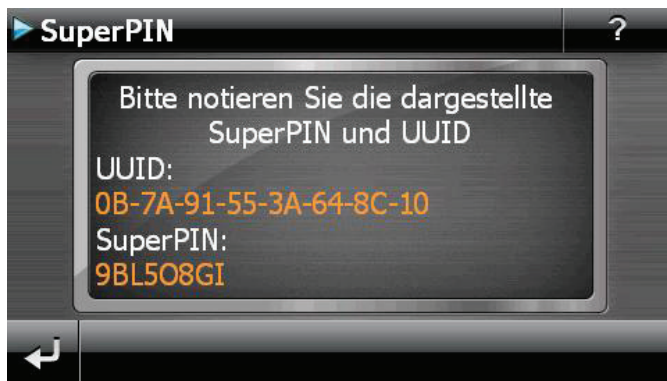 SuperPIN
?
Bitte notieren Sie die dargestellte
SuperPIN und UUID
UUID:
0B-7A-91-55-3A-64-8C-10
SuperPIN:
9BL5O8GI